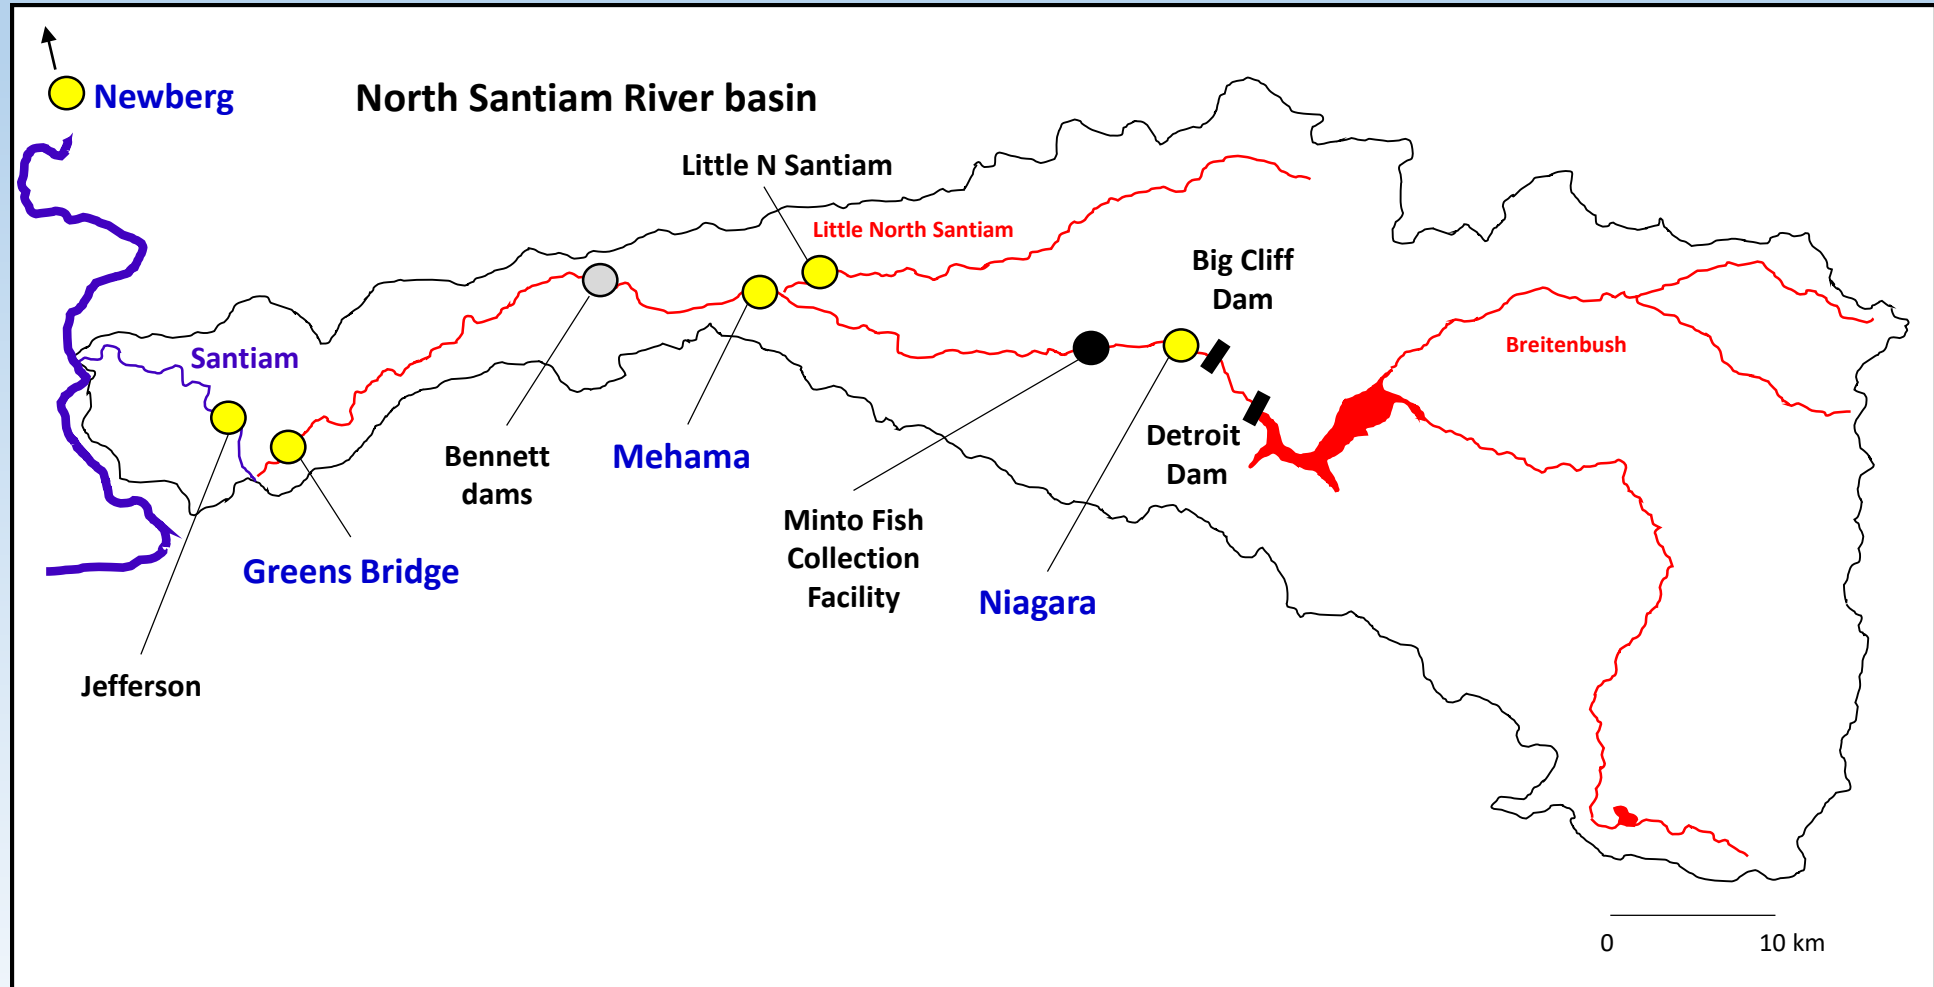 Newberg
North Santiam River basin
Little N Santiam
Little North Santiam
Big Cliff
Dam
Santiam
Breitenbush
Bennett
dams
Mehama
Detroit
Dam
Minto Fish
Collection
Facility
Greens Bridge
Niagara
Jefferson
0 10 km